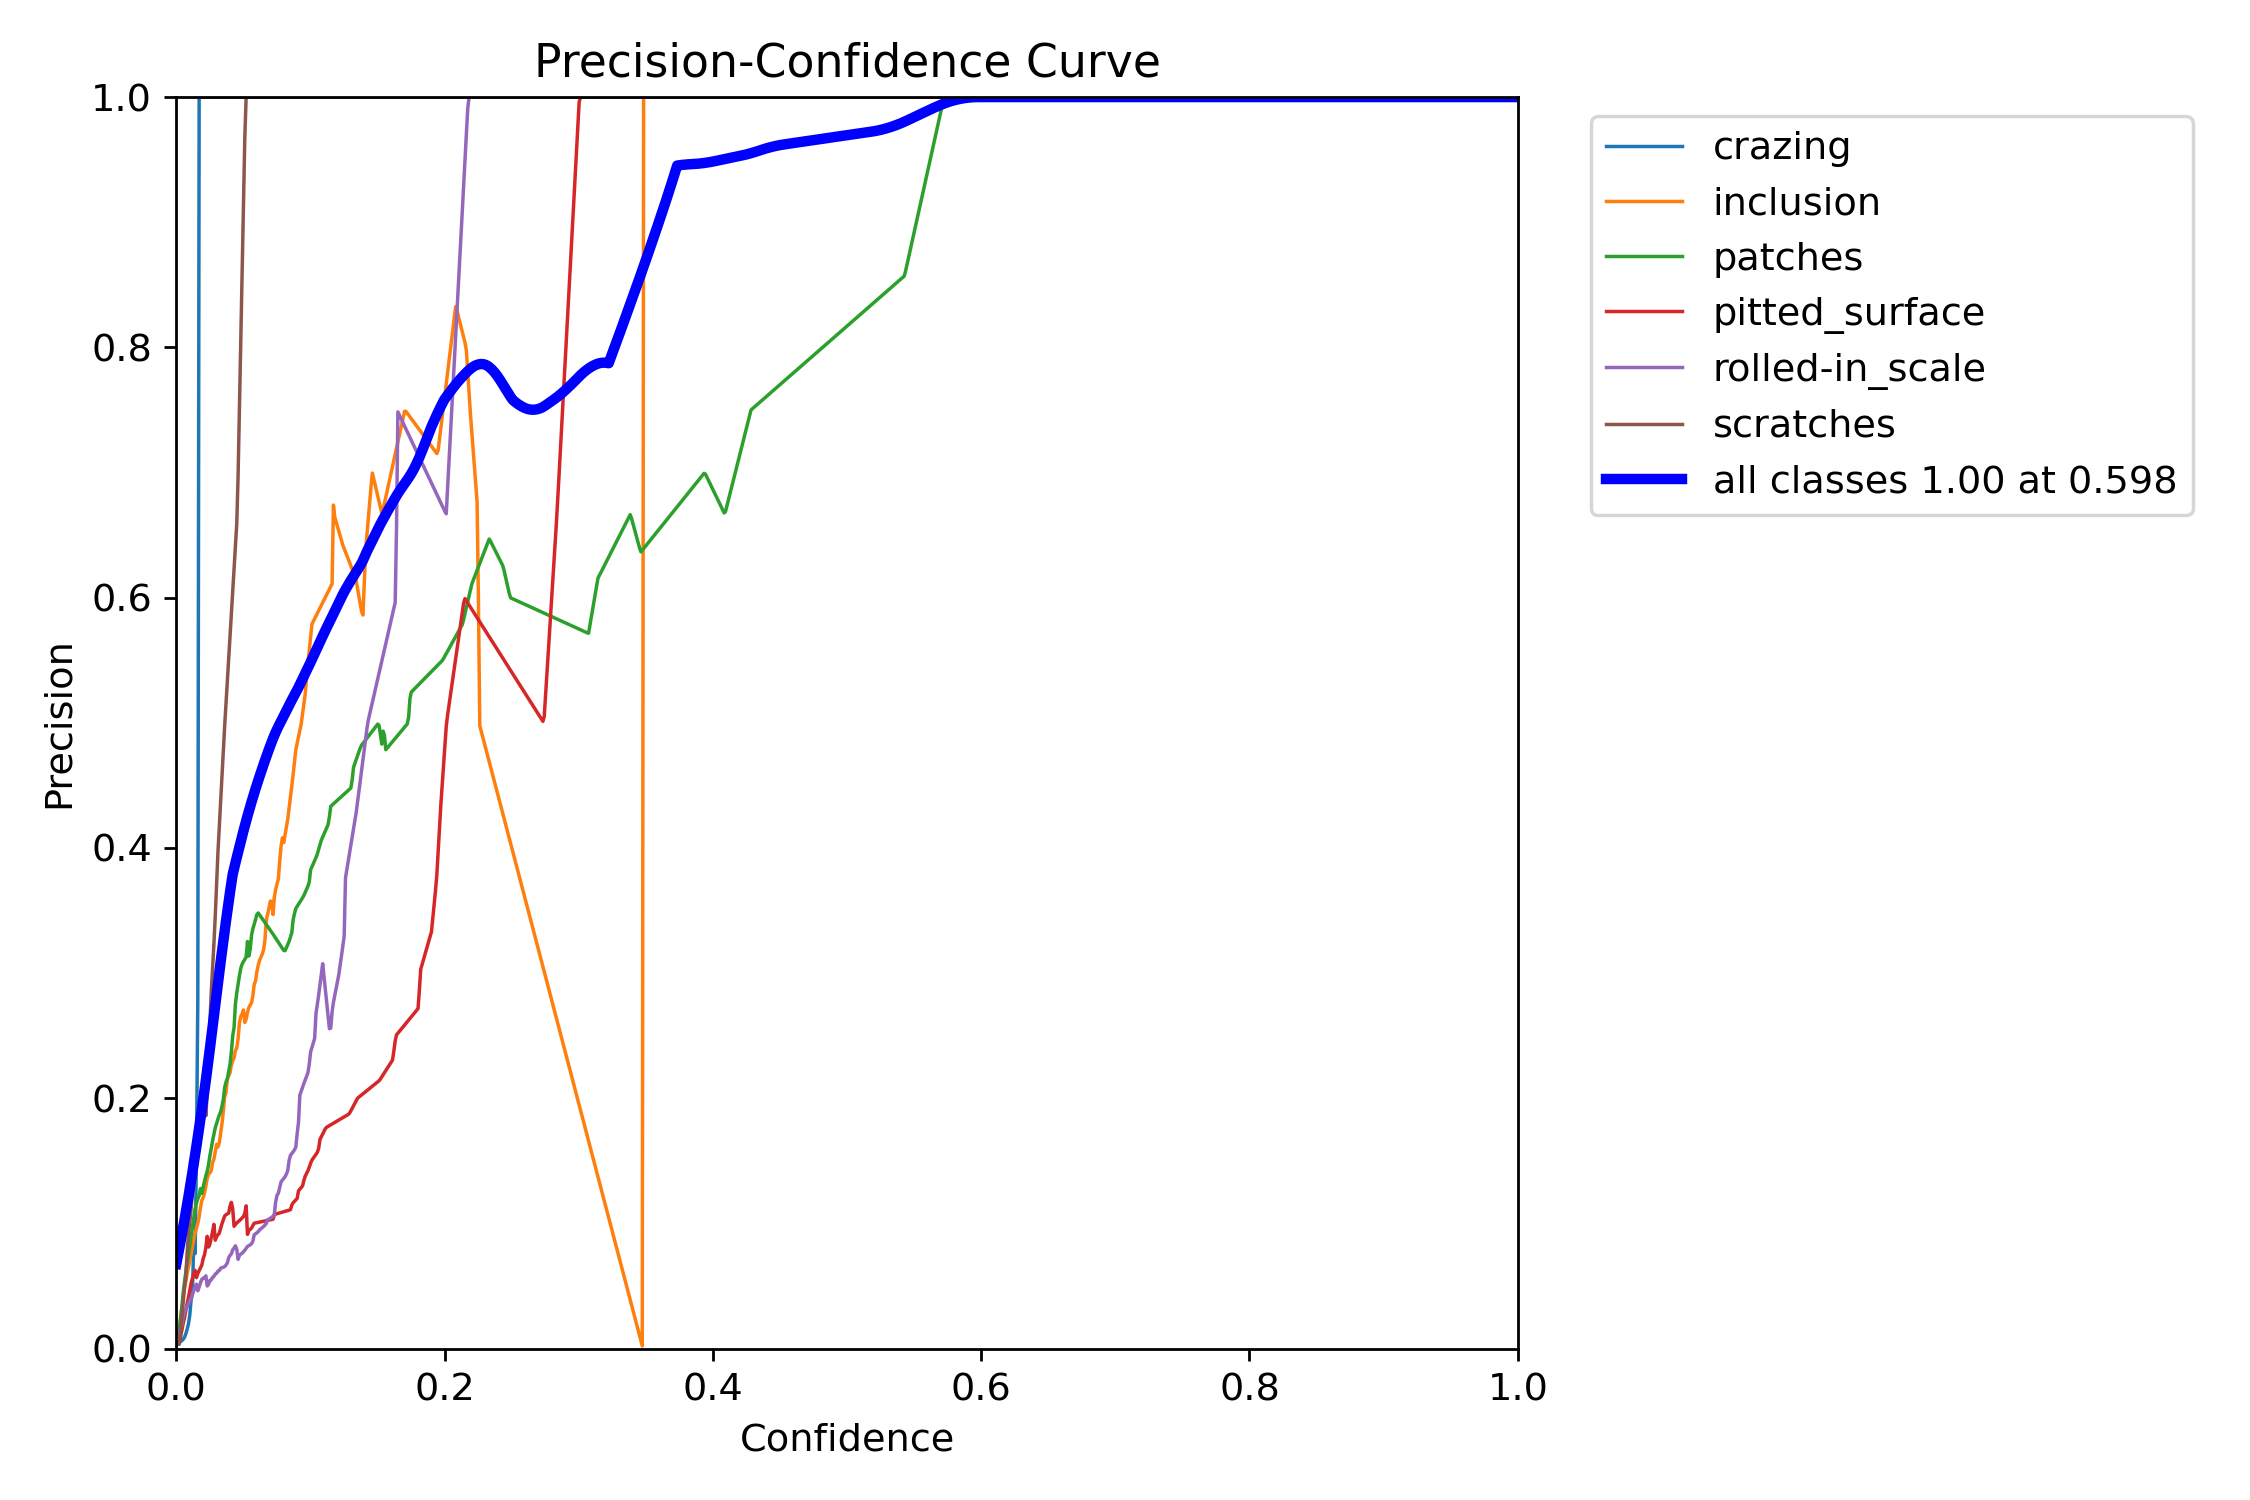 Precision-Confidence Curve
1.0
0.8
0.6
0.4
0.2
0.0
Precision
0.0 0.2 0.4 0.6 0.8 1.0
Confidence
crazing
inclusion
patches
pitted_surface
rolled-in_scale
scratches
all classes 1.00 at 0.598